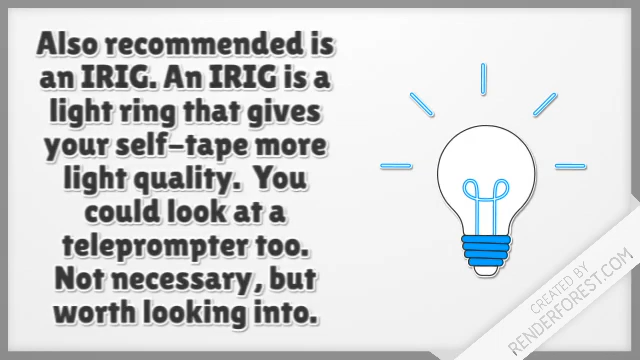 Also recommended is
an IRIG. An IRIG is a
light ring that gives
your self-tape more
light quality.  You
could look at a
teleprompter too.
Not necessary, but
worth looking into.
CREATED BY
RENDERFOREST.COM